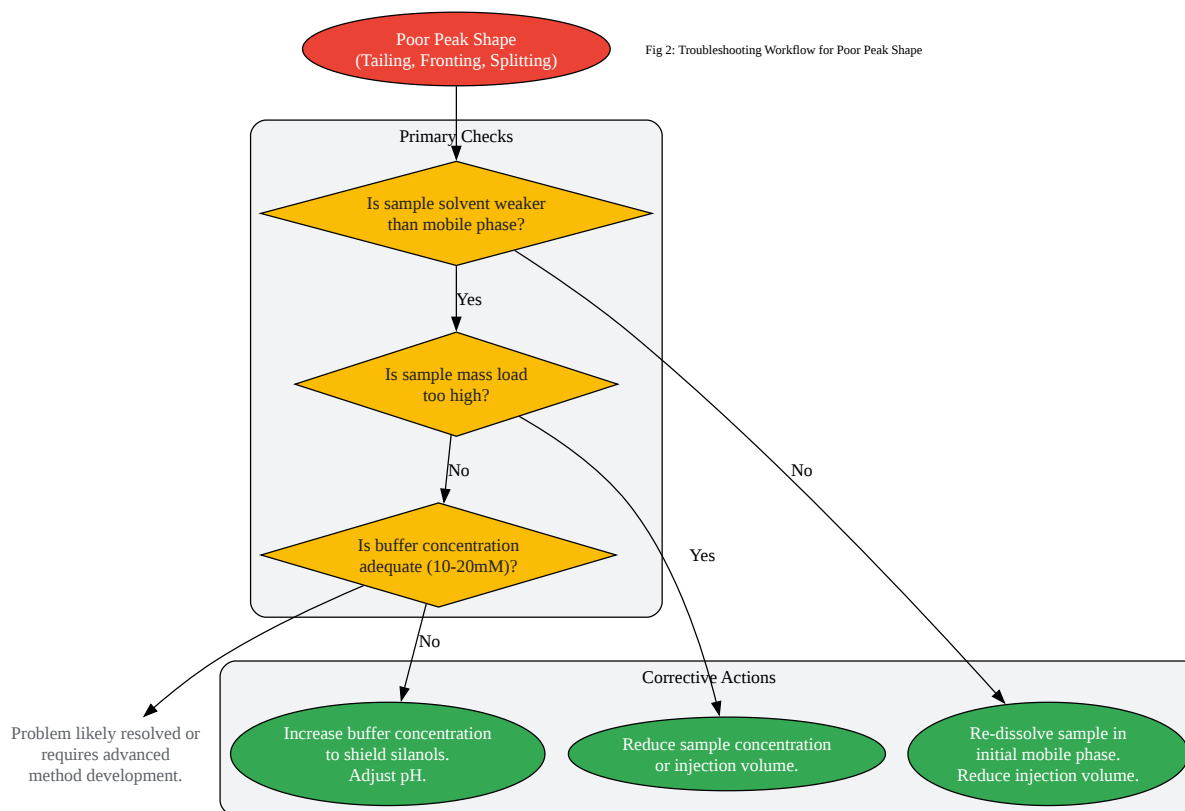 Poor Peak Shape
(Tailing, Fronting, Splitting)
Fig 2: Troubleshooting Workflow for Poor Peak Shape
Primary Checks
Is sample solvent weaker
than mobile phase?
Yes
Is sample mass load
too high?
No
No
Is buffer concentration
adequate (10-20mM)?
Yes
No
Corrective Actions
Problem likely resolved or
requires advanced
method development.
Increase buffer concentration
to shield silanols.
Adjust pH.
Reduce sample concentration
or injection volume.
Re-dissolve sample in
initial mobile phase.
Reduce injection volume.